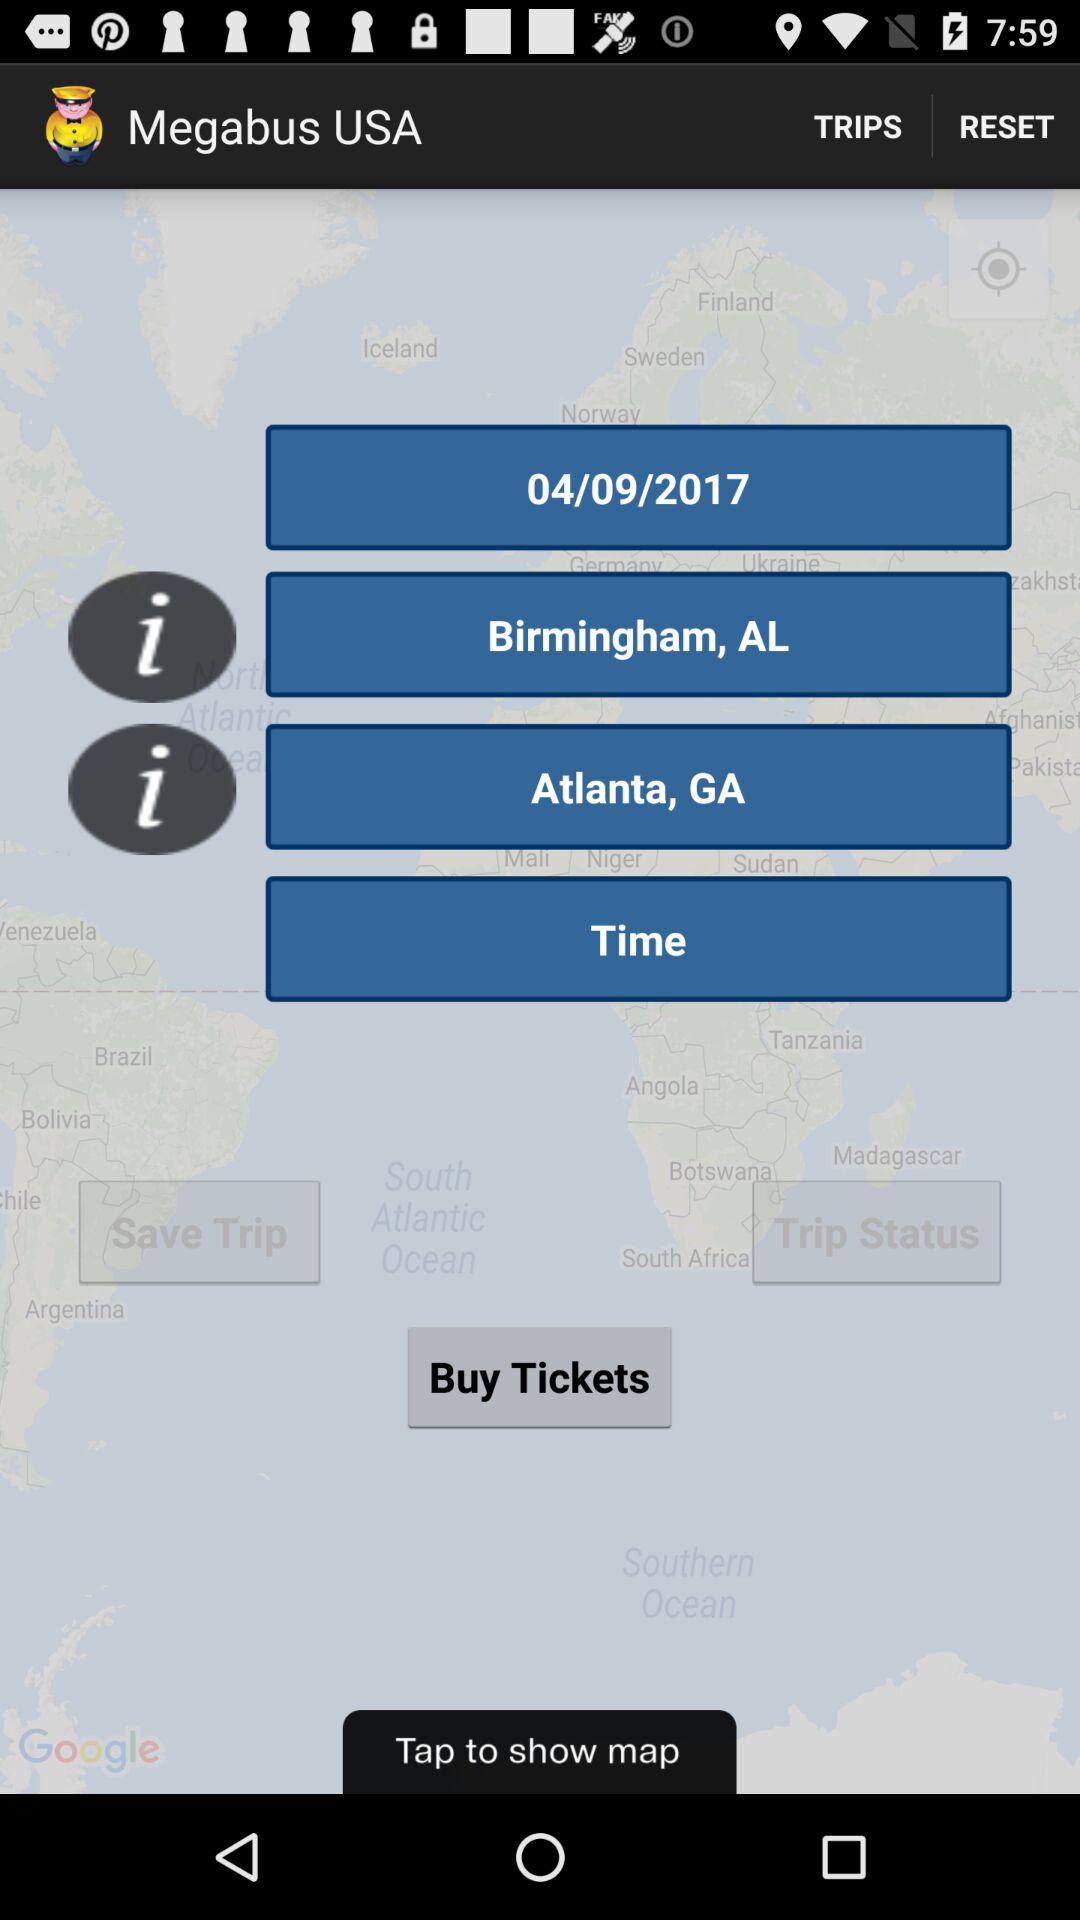 FAKE
7:59
Megabus USA
TRIPS
RESET
Finland
Iceland
Sweden
Norway
04/09/2017
Germany
Ukraine
zakhsta
Birmingham, AL
North
Atlantic
Ocea
Afghanist
Pakista
Atlanta, GA
Mali
Niger
Sudan
Venezuela
Time
Brazil
Tanzania
Angola
Bolivia
Madagascar
Botswana
South
Atlantic
Ocean
Chile
Save Trip
Trip Status
South Africa
Argentina
Buy Tickets
Southern
Ocean
Google
Tap to show map